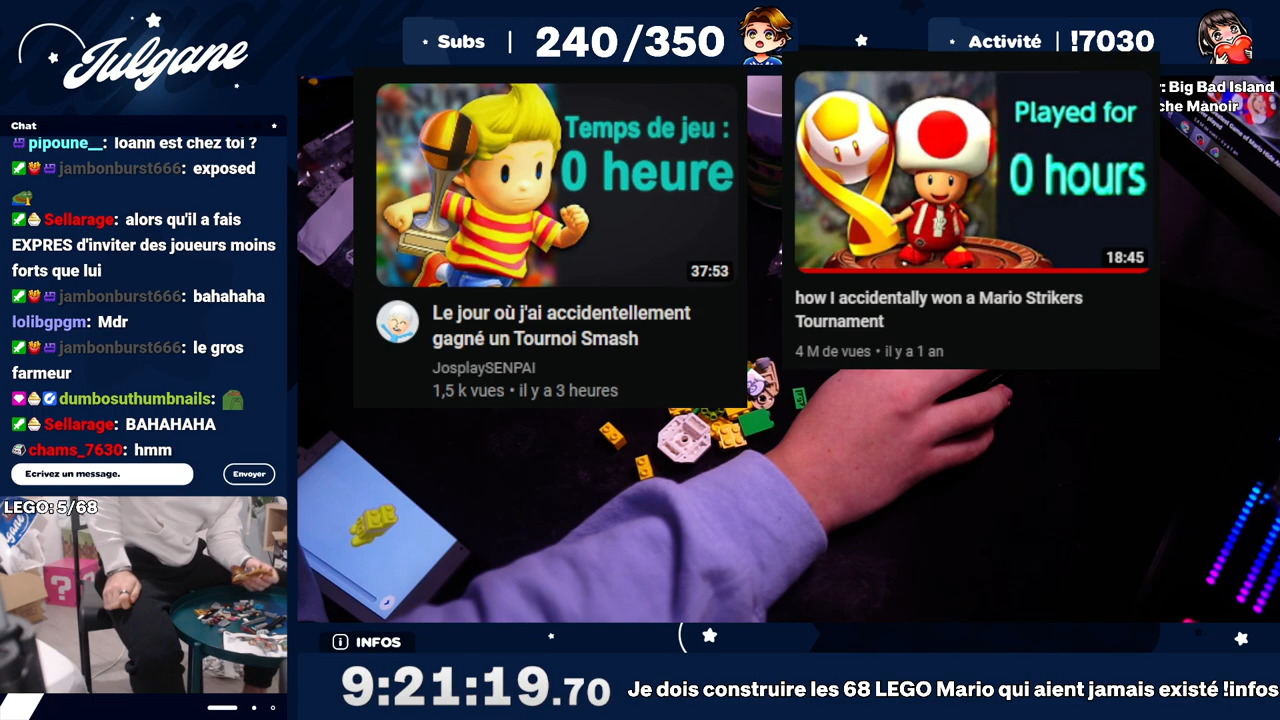 Julgane
Subs | 240/350
Activité | !7030
r: Big Bad Island
che Manoir
Chat
pipoune__: Ioann est chez toi ?
jambonburst666: exposed
Sellarage: alors qu'il a fais
EXPRES d'inviter des joueurs moins
forts que lui
jambonburst666: bahahaha
lolibgpgm: Mdr
jambonburst666: le gros
farmeur
dumbosuthumbnails:
Sellarage: BAHAHAHA
chams_7630: hmm
Ecrivez un message.
Envoyer
Temps de jeu :
0 heure
37:53
Le jour où j'ai accidentellement
gagné un Tournoi Smash
JosplaySENPAI
1,5 k vues • il y a 3 heures
Played for
0 hours
18:45
how I accidentally won a Mario Strikers
Tournament
4 M de vues • il y a 1 an
LEGO: 5/68
INFOS
9:21:19.70
Je dois construire les 68 LEGO Mario qui aient jamais existé !infos